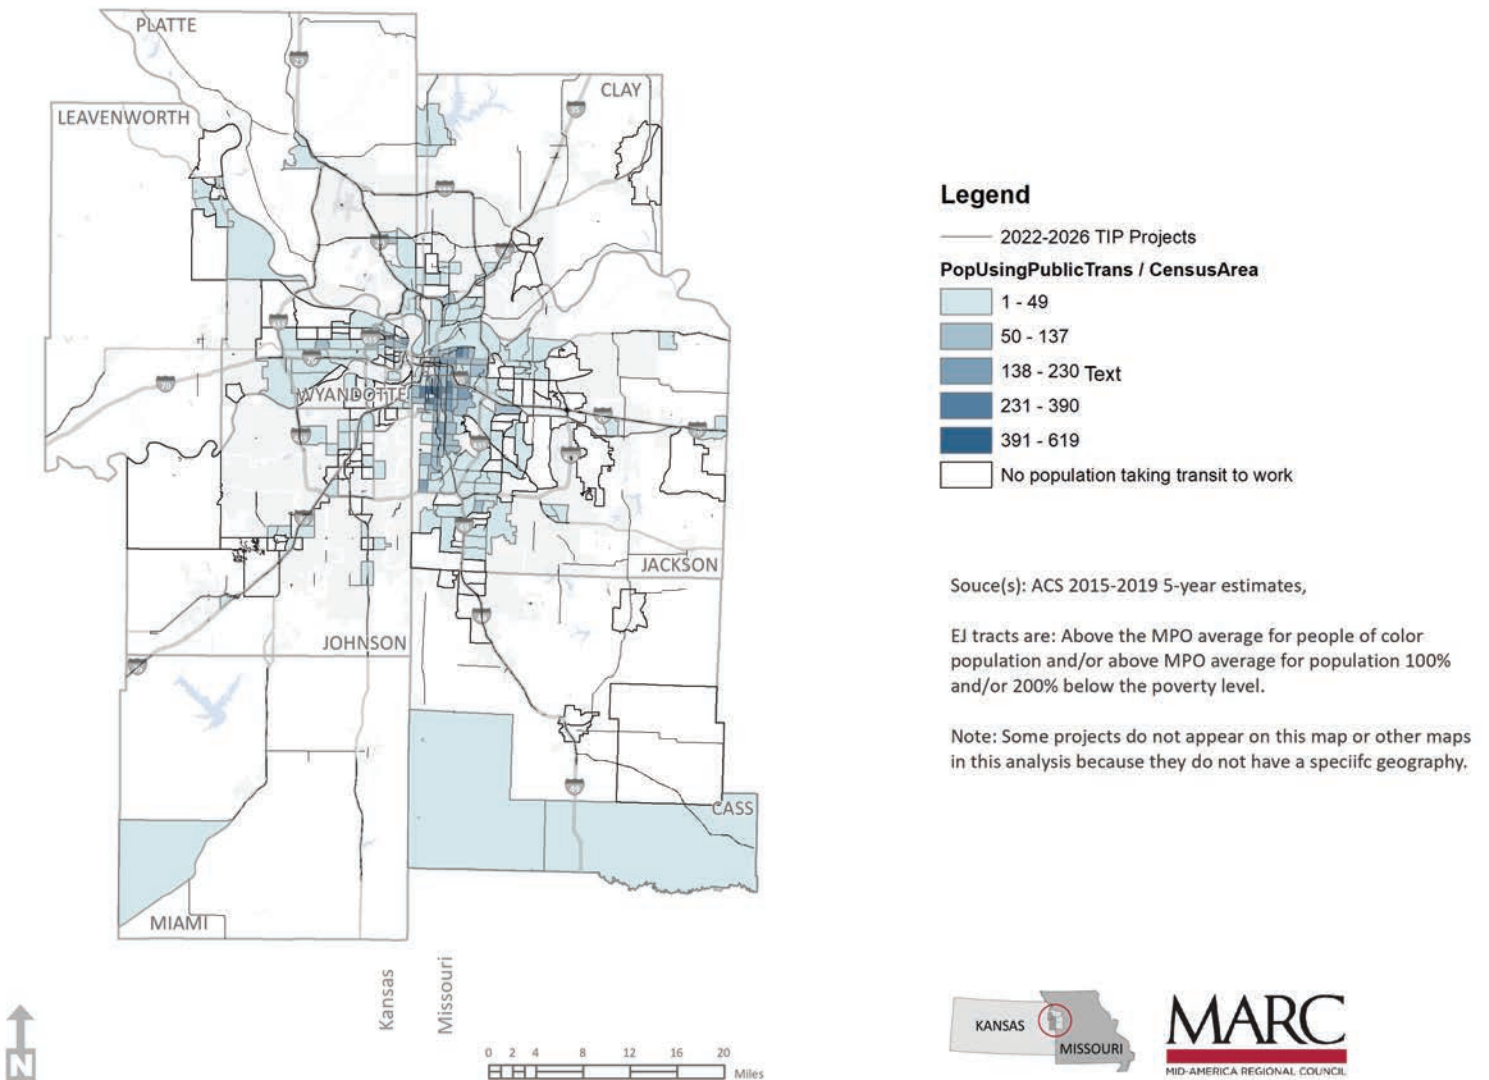 PLATTE
CLAY
LEAVENWORTH
WYANDOTTE
JACKSON
JOHNSON
CASS
MIAMI
Kansas
Missouri
N
0 2 4 8 12 16 20
Miles
Legend
2022-2026 TIP Projects
PopUsingPublicTrans / CensusArea
1 - 49
50 - 137
138 - 230 Text
231 - 390
391 - 619
No population taking transit to work
Souce(s): ACS 2015-2019 5-year estimates,
EJ tracts are: Above the MPO average for people of color
population and/or above MPO average for population 100%
and/or 200% below the poverty level.
Note: Some projects do not appear on this map or other maps
in this analysis because they do not have a speciifc geography.
KANSAS
MISSOURI
MARC
MID-AMERICA REGIONAL COUNCIL